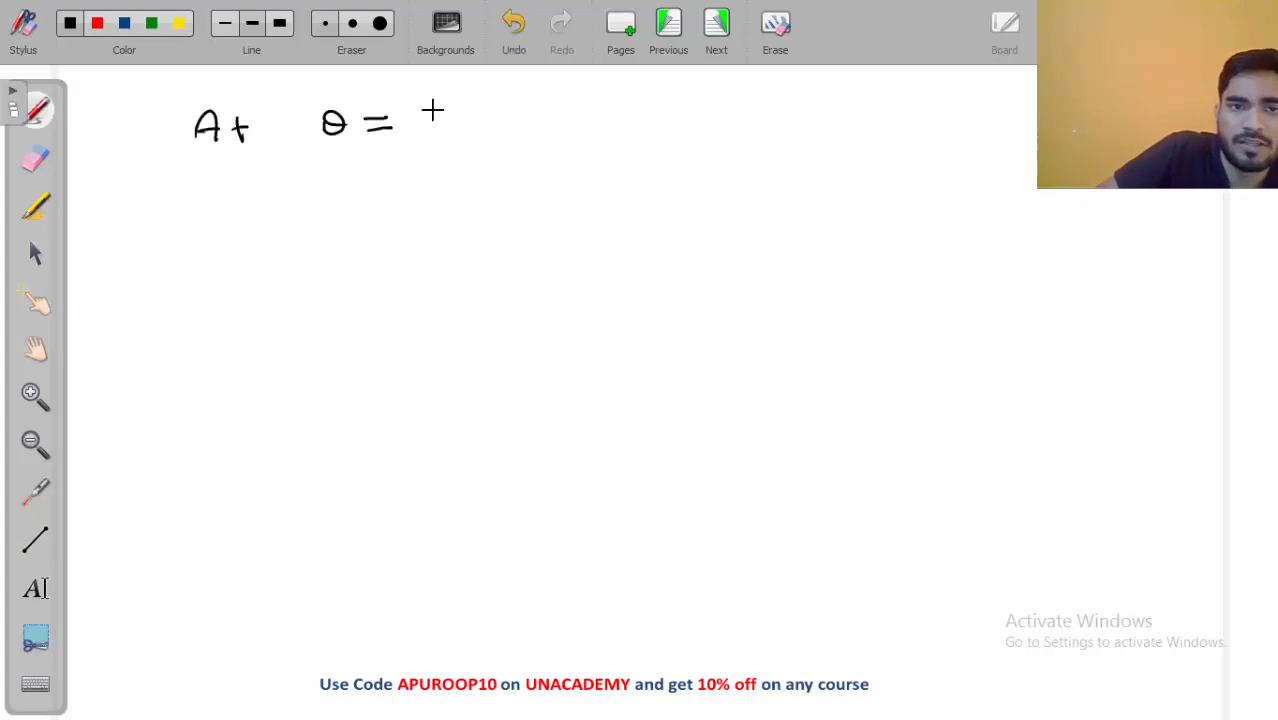 Stylus Color Line Eraser Backgrounds Undo Redo Pages Previous Next Erase Board
At θ =
Activate Windows
Go to Settings to activate Windows.
Use Code APUROOP10 on UNACADEMY and get 10% off on any course